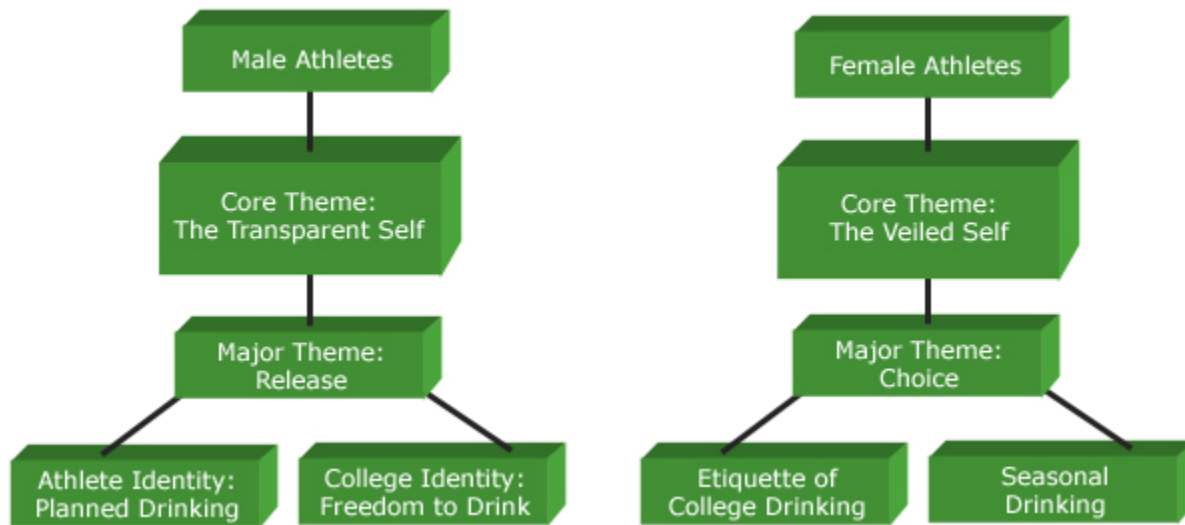 Male Athletes
Core Theme:
The Transparent Self
Major Theme:
Release
Athlete Identity:
Planned Drinking
College Identity:
Freedom to Drink
Female Athletes
Core Theme:
The Veiled Self
Major Theme:
Choice
Etiquette of
College Drinking
Seasonal
Drinking